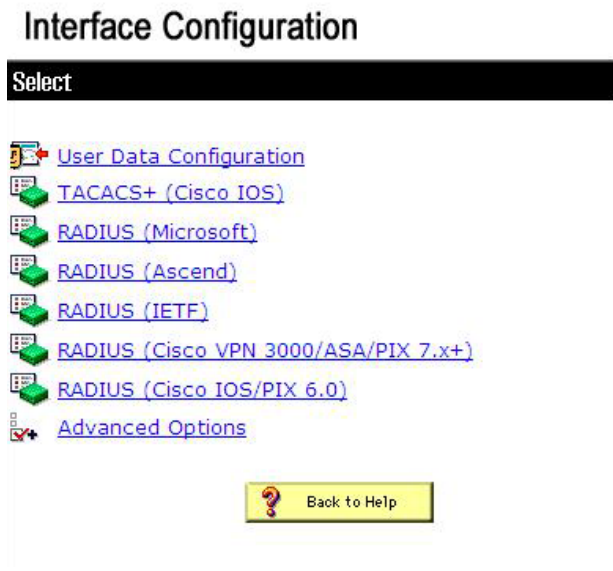 Interface Configuration
Select
User Data Configuration
TACACS+ (Cisco IOS)
RADIUS (Microsoft)
RADIUS (Ascend)
RADIUS (IETF)
RADIUS (Cisco VPN 3000/ASA/PIX 7.x+)
RADIUS (Cisco IOS/PIX 6.0)
Advanced Options
Back to Help